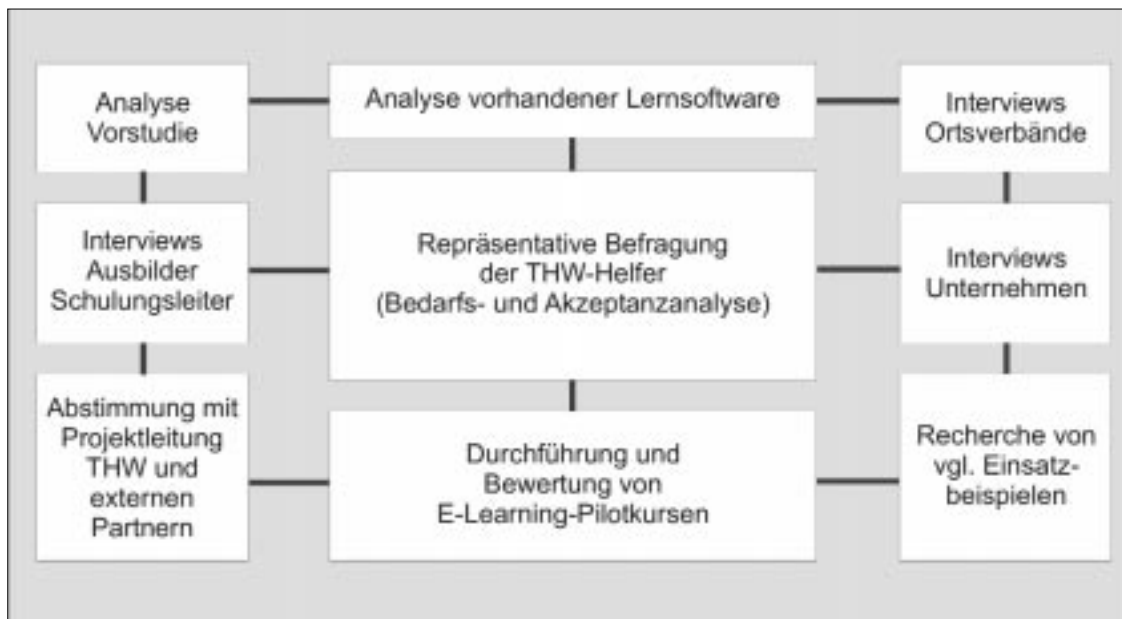 Analyse
Vorstudie
Analyse vorhandener Lernsoftware
Interviews
Ortsverbände
Interviews
Ausbilder
Schulungsleiter
Repräsentative Befragung
der THW-Helfer
(Bedarfs- und Akzeptanzanalyse)
Interviews
Unternehmen
Abstimmung mit
Projektleitung
THW und
externen
Partnern
Durchführung und
Bewertung von
E-Learning-Pilotkursen
Recherche von
vgl. Einsatz-
beispielen